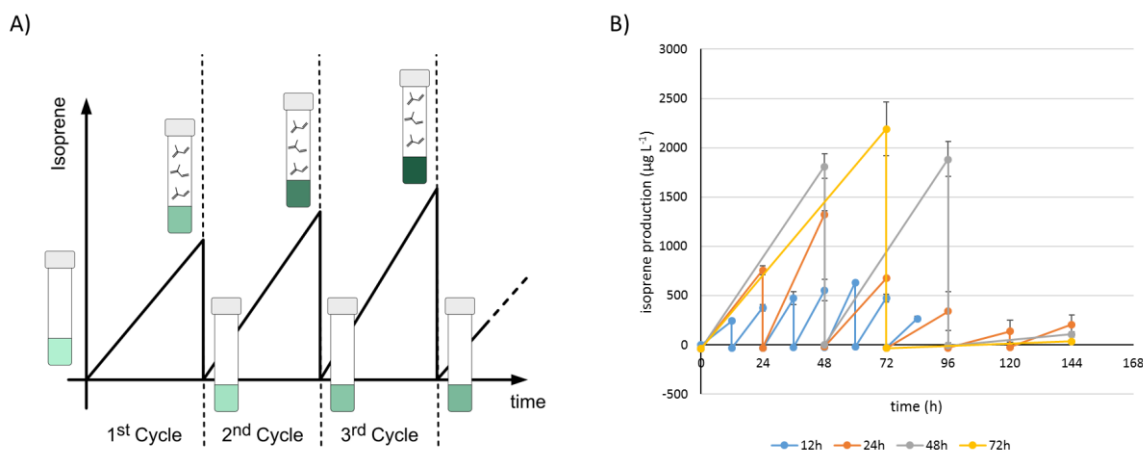 A)
Isoprene
time
1st Cycle
2nd Cycle
3rd Cycle
B)
isoprene production (µg L-1)
3000
2500
2000
1500
1000
500
0
-500
0 24 48 72 96 120 144 168
time (h)
12h 24h 48h 72h